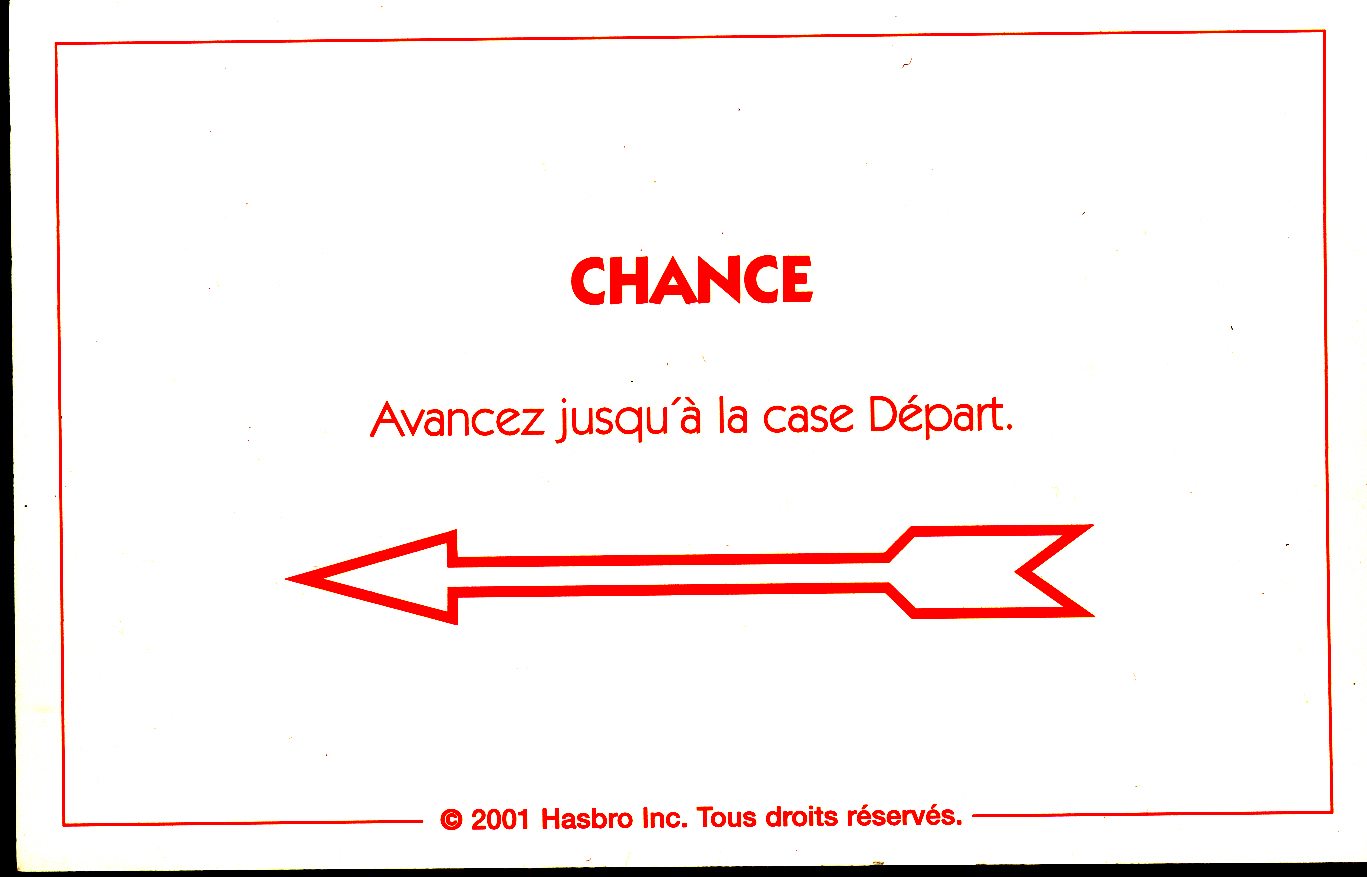 CHANCE
Avancez jusqu´à la case Départ.
© 2001 Hasbro Inc. Tous droits réservés.